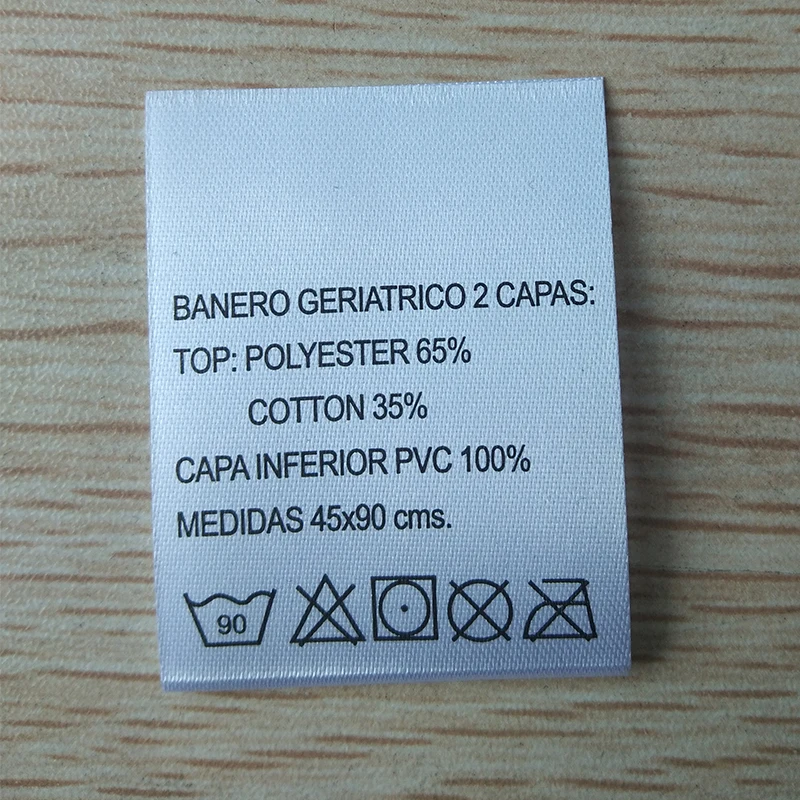 BANERO GERIATRICO 2 CAPAS:
TOP: POLYESTER 65%
COTTON 35%
CAPA INFERIOR PVC 100%
MEDIDAS 45x90 cms.
90